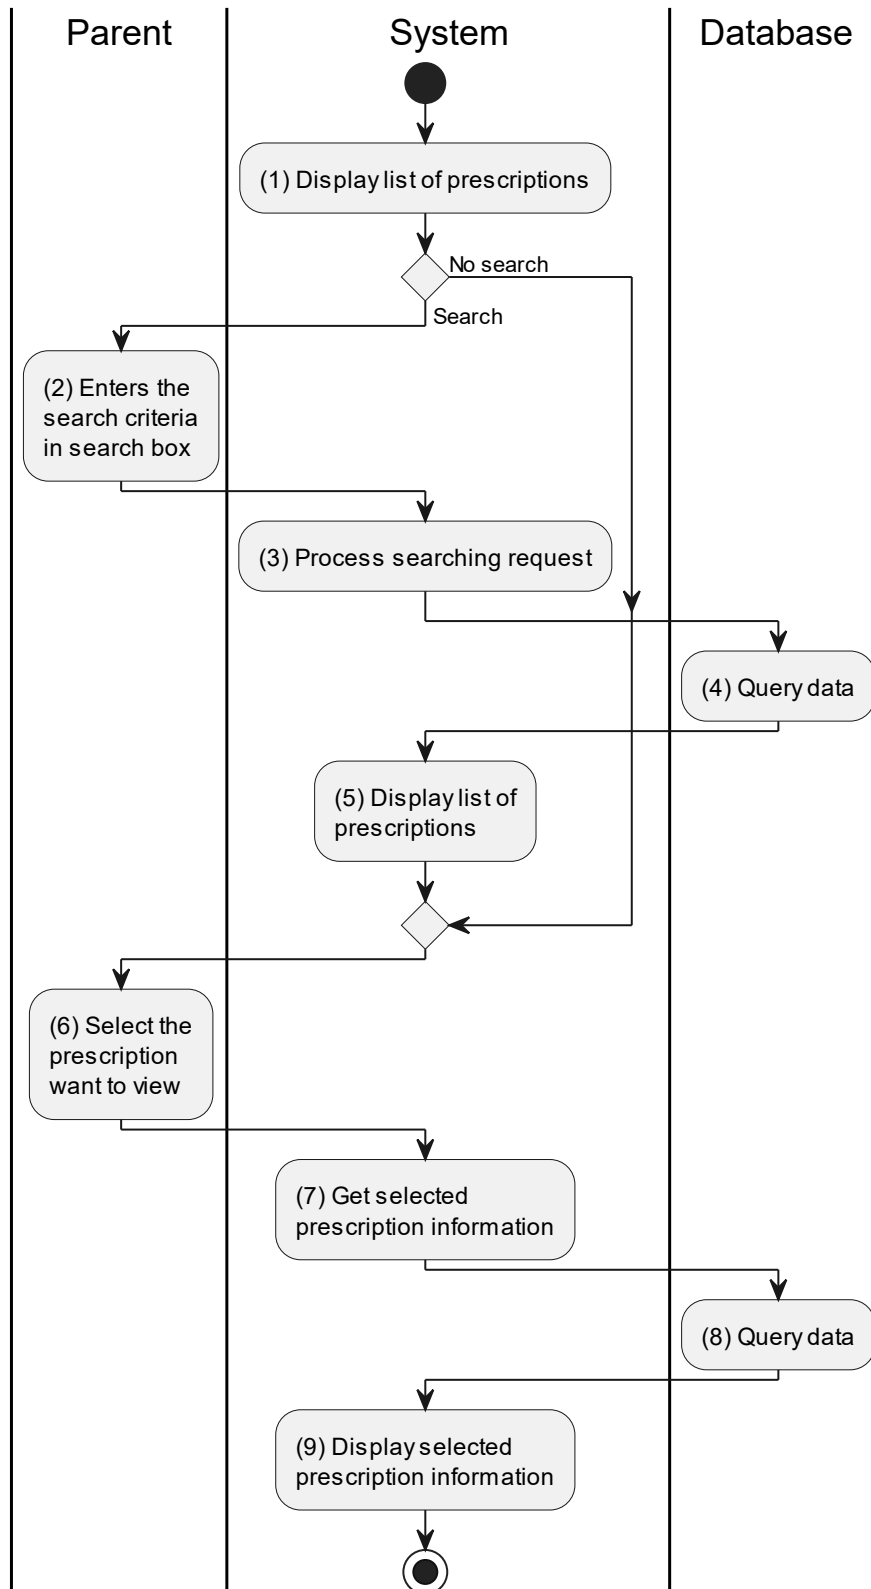 Parent
System
Database
(1) Display list of prescriptions
No search
Search
(2) Enters the
search criteria
in search box
(3) Process searching request
(4) Query data
(5) Display list of
prescriptions
(6) Select the
prescription
want to view
(7) Get selected
prescription information
(8) Query data
(9) Display selected
prescription information